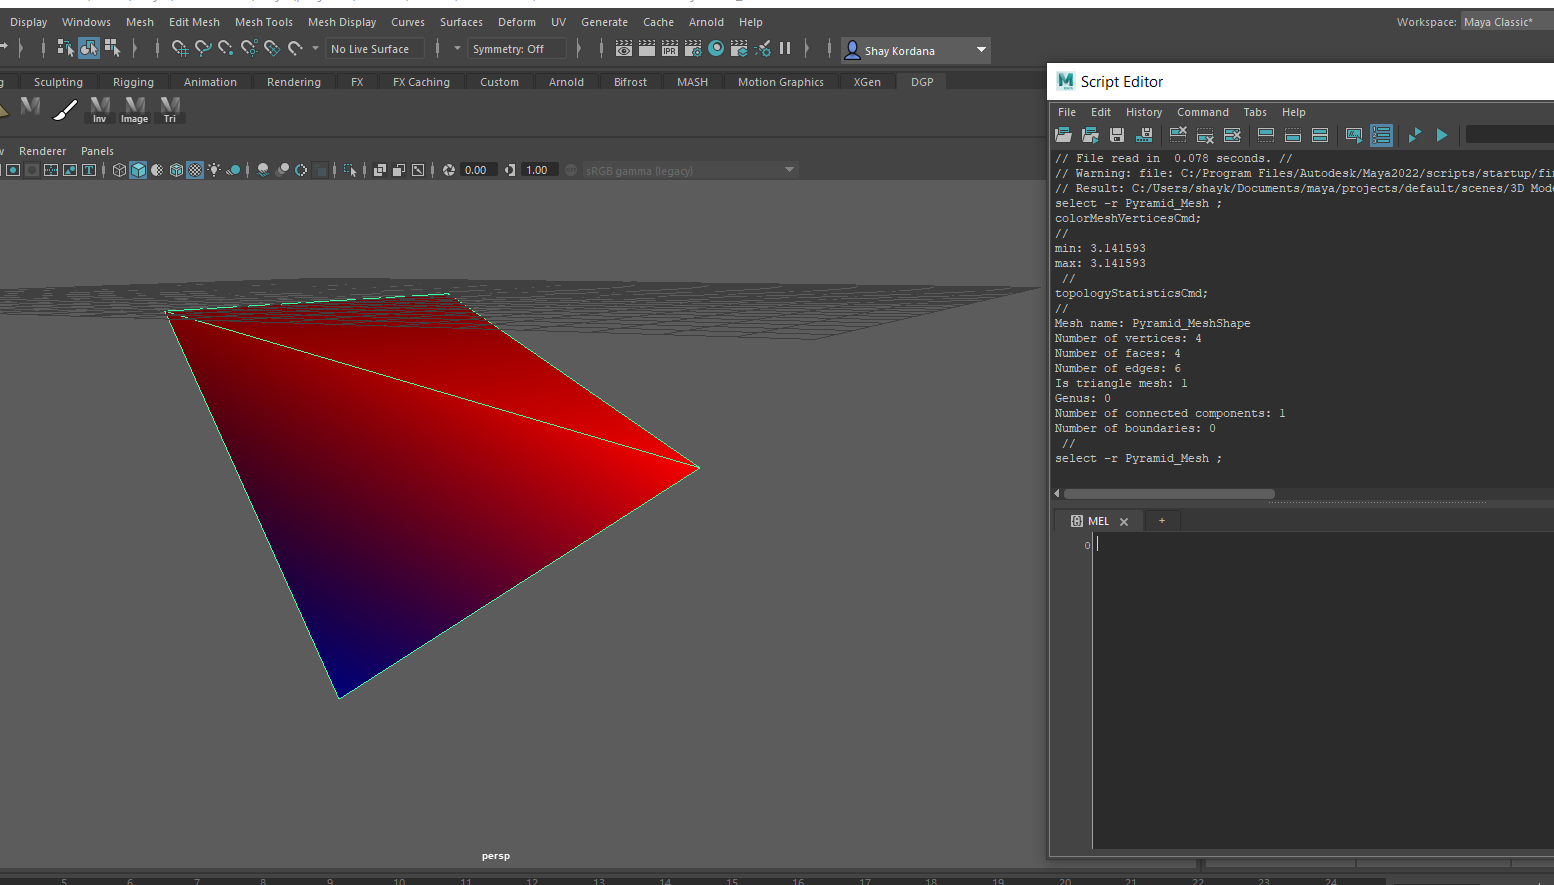 Display Windows Mesh Edit Mesh Mesh Tools Mesh Display Curves Surfaces Deform UV Generate Cache Arnold Help
Workspace: Maya Classic*
No Live Surface Symmetry: Off Shay Kordana
Sculpting Rigging Animation Rendering FX FX Caching Custom Arnold Bifrost MASH Motion Graphics XGen DGP
Inv Image Tri
Renderer Panels
0.00 1.00 sRGB gamma (legacy)
persp
Script Editor
File Edit History Command Tabs Help
// File read in  0.078 seconds. //
// Warning: file: C:/Program Files/Autodesk/Maya2022/scripts/startup/fi
// Result: C:/Users/shayk/Documents/maya/projects/default/scenes/3D Mod
select -r Pyramid_Mesh ;
colorMeshVerticesCmd;
//
min: 3.141593
max: 3.141593
//
topologyStatisticsCmd;
//
Mesh name: Pyramid_MeshShape
Number of vertices: 4
Number of faces: 4
Number of edges: 6
Is triangle mesh: 1
Genus: 0
Number of connected components: 1
Number of boundaries: 0
//
select -r Pyramid_Mesh ;
MEL
0
5 6 7 8 9 10 11 12 13 14 15 16 17 18 19 20 21 22 23 24